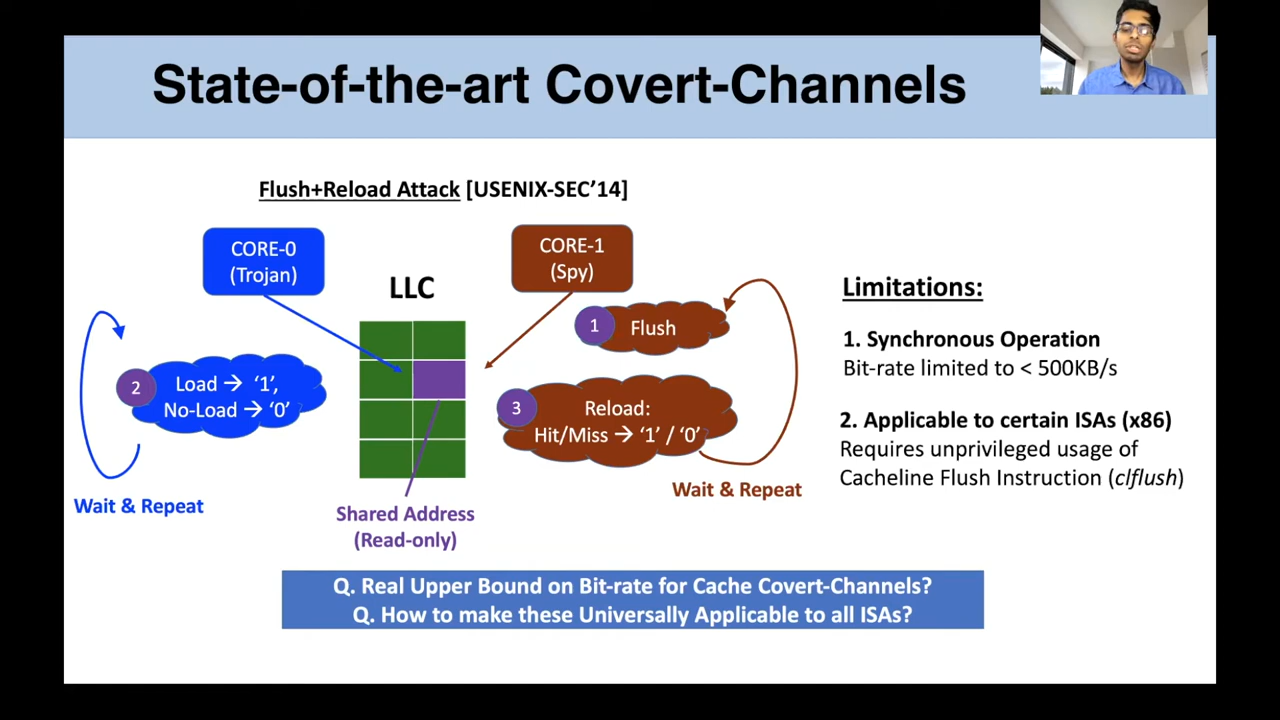 State-of-the-art Covert-Channels
Flush+Reload Attack [USENIX-SEC’14]
CORE-0
(Trojan)
LLC
CORE-1
(Spy)
1
Flush
2
Load → ‘1’,
No-Load → ‘0’
3
Reload:
Hit/Miss → ‘1’ / ‘0’
Wait & Repeat
Wait & Repeat
Shared Address
(Read-only)
Limitations:
1. Synchronous Operation
Bit-rate limited to < 500KB/s
2. Applicable to certain ISAs (x86)
Requires unprivileged usage of
Cacheline Flush Instruction (clflush)
Q. Real Upper Bound on Bit-rate for Cache Covert-Channels?
Q. How to make these Universally Applicable to all ISAs?